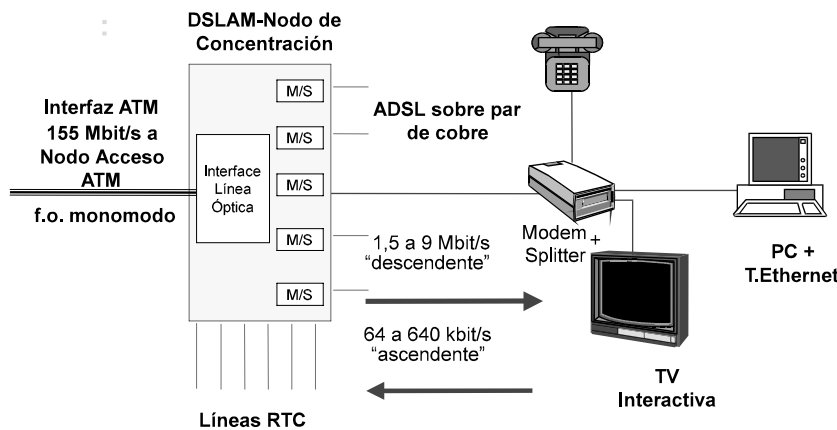 DSLAM-Nodo de
Concentración
Interfaz ATM
155 Mbit/s a
Nodo Acceso
ATM
f.o. monomodo
Interface
Línea
Óptica
M/S
M/S
M/S
M/S
M/S
ADSL sobre par
de cobre
1,5 a 9 Mbit/s
“descendente”
64 a 640 kbit/s
“ascendente”
Líneas RTC
Modem +
Splitter
PC +
T.Ethernet
TV
Interactiva